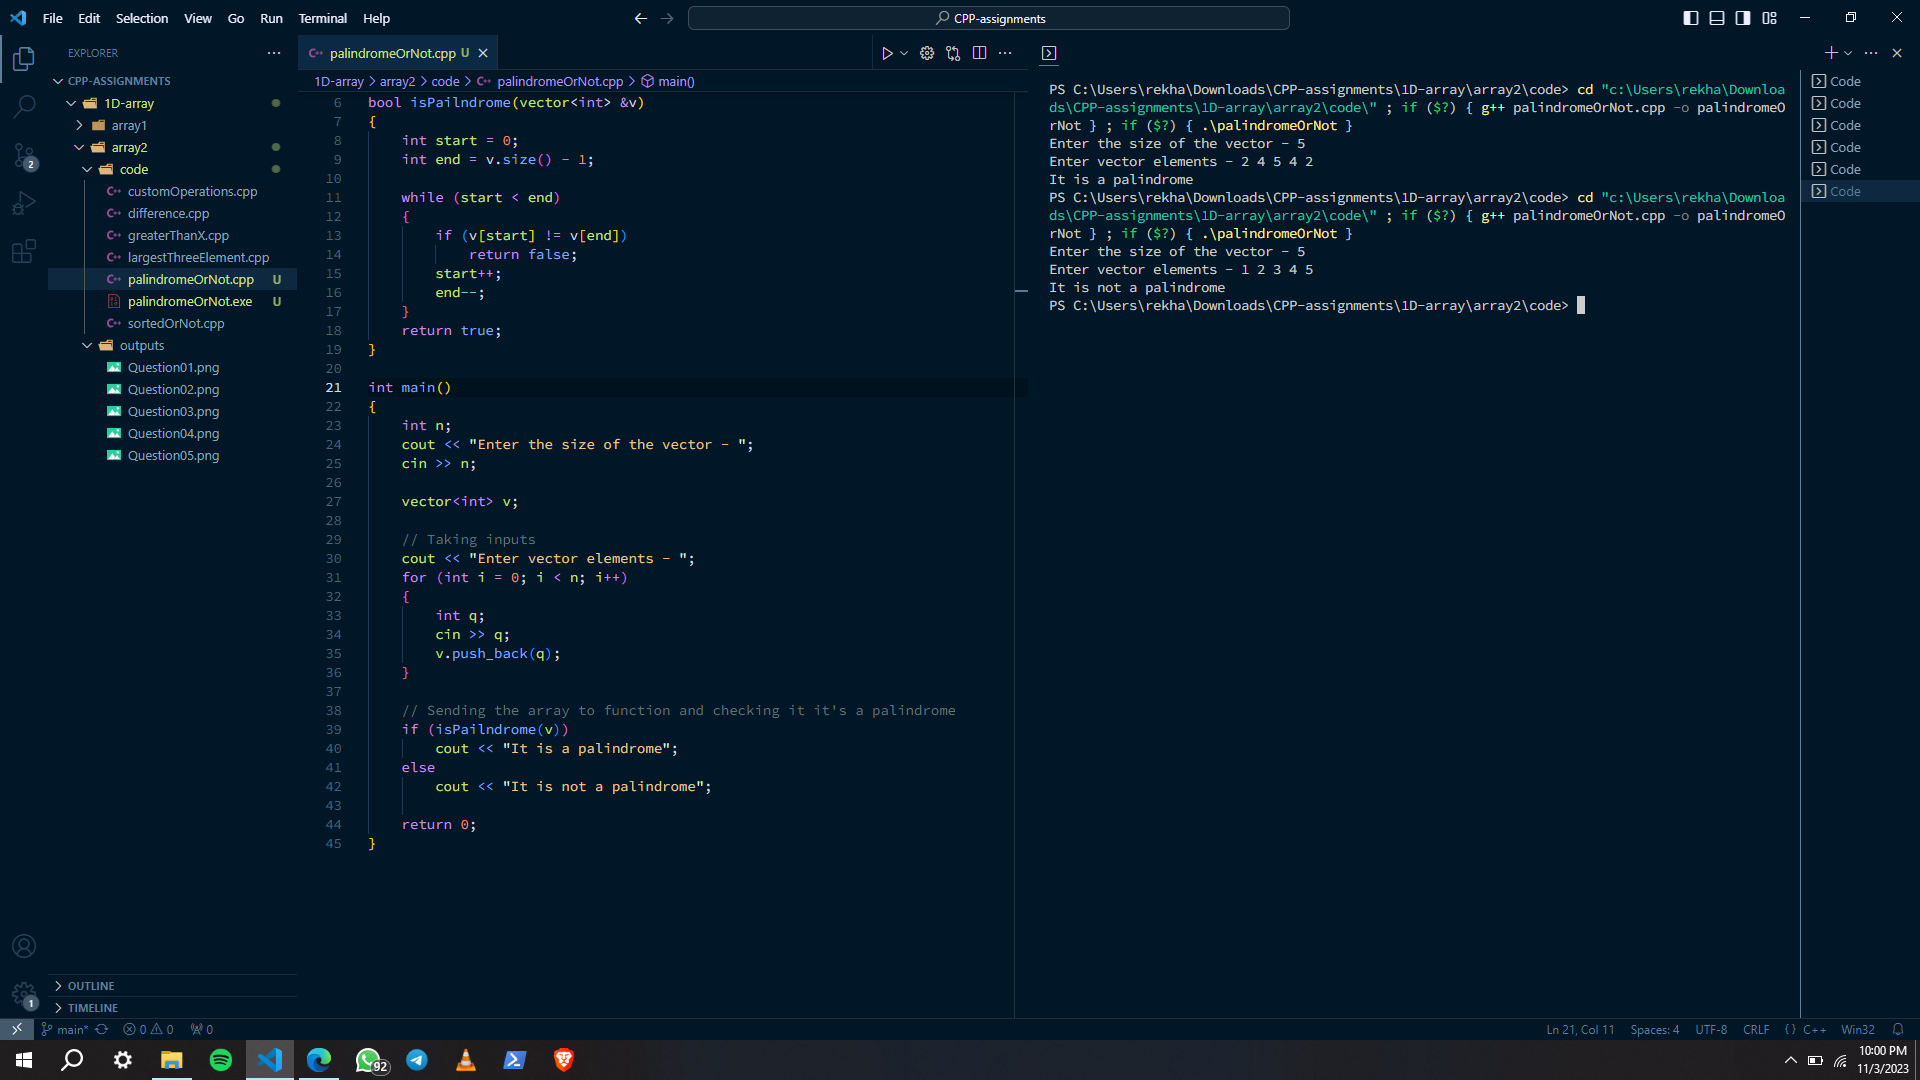 File Edit Selection View Go Run Terminal Help
CPP-assignments
EXPLORER
CPP-ASSIGNMENTS
1D-array
array1
array2
code
customOperations.cpp
difference.cpp
greaterThanX.cpp
largestThreeElement.cpp
palindromeOrNot.cpp U
palindromeOrNot.exe U
sortedOrNot.cpp
outputs
Question01.png
Question02.png
Question03.png
Question04.png
Question05.png
OUTLINE
TIMELINE
2
1
palindromeOrNot.cpp U
1D-array > array2 > code > palindromeOrNot.cpp > main()
6 bool isPailndrome(vector<int> &v)
7 {
8 int start = 0;
9 int end = v.size() - 1;
10
11 while (start < end)
12 {
13 if (v[start] != v[end])
14 return false;
15 start++;
16 end--;
17 }
18 return true;
19 }
20
21 int main()
22 {
23 int n;
24 cout << "Enter the size of the vector - ";
25 cin >> n;
26
27 vector<int> v;
28
29 // Taking inputs
30 cout << "Enter vector elements - ";
31 for (int i = 0; i < n; i++)
32 {
33 int q;
34 cin >> q;
35 v.push_back(q);
36 }
37
38 // Sending the array to function and checking it it's a palindrome
39 if (isPailndrome(v))
40 cout << "It is a palindrome";
41 else
42 cout << "It is not a palindrome";
43
44 return 0;
45 }
PS C:\Users\rekha\Downloads\CPP-assignments\1D-array\array2\code> cd "c:\Users\rekha\Downloa
ds\CPP-assignments\1D-array\array2\code\" ; if ($?) { g++ palindromeOrNot.cpp -o palindromeO
rNot } ; if ($?) { .\palindromeOrNot }
Enter the size of the vector - 5
Enter vector elements - 2 4 5 4 2
It is a palindrome
PS C:\Users\rekha\Downloads\CPP-assignments\1D-array\array2\code> cd "c:\Users\rekha\Downloa
ds\CPP-assignments\1D-array\array2\code\" ; if ($?) { g++ palindromeOrNot.cpp -o palindromeO
rNot } ; if ($?) { .\palindromeOrNot }
Enter the size of the vector - 5
Enter vector elements - 1 2 3 4 5
It is not a palindrome
PS C:\Users\rekha\Downloads\CPP-assignments\1D-array\array2\code>
Code
Code
Code
Code
Code
Code
main* 0 0 0
Ln 21, Col 11 Spaces: 4 UTF-8 CRLF {} C++ Win32
92
10:00 PM
11/3/2023